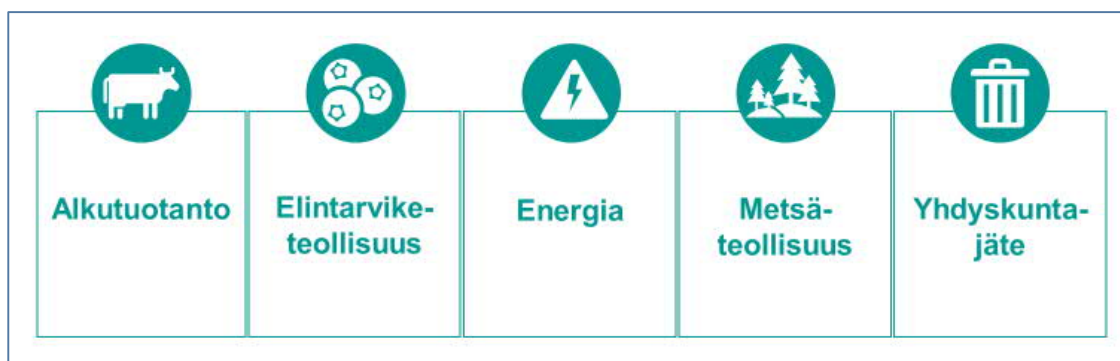 Alkutuotanto
Elintarvike-
teollisuus
Energia
Metsä-
teollisuus
Yhdyskunta-
jäte